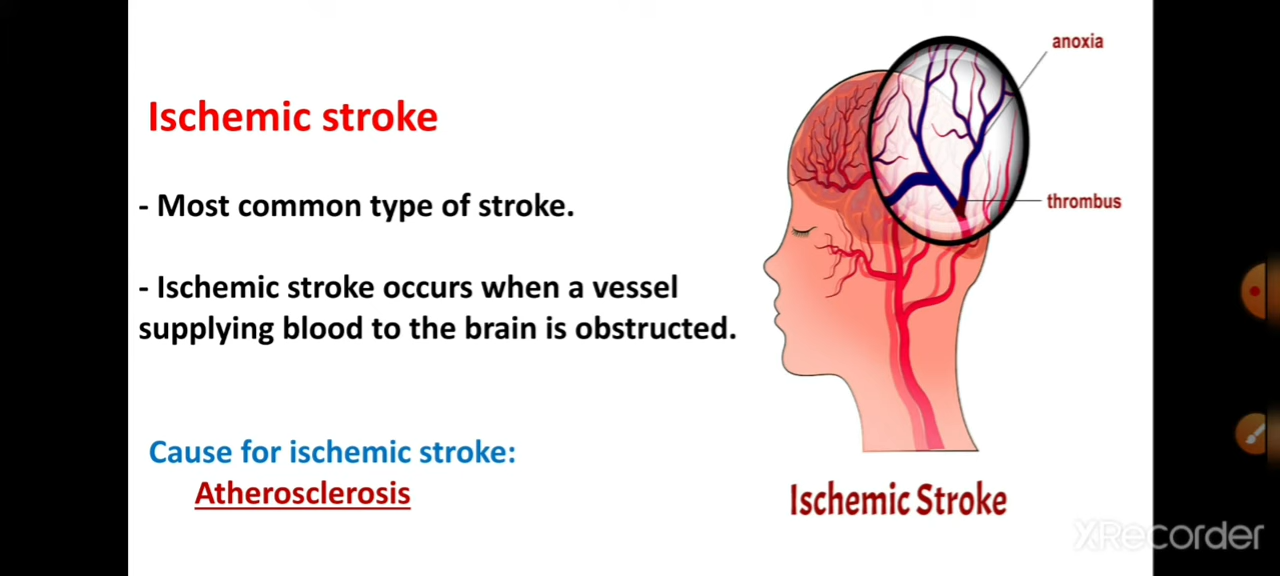 anoxia
Ischemic stroke
- Most common type of stroke.
thrombus
- Ischemic stroke occurs when a vessel
supplying blood to the brain is obstructed.
Cause for ischemic stroke:
Atherosclerosis
Ischemic Stroke
XRecorder